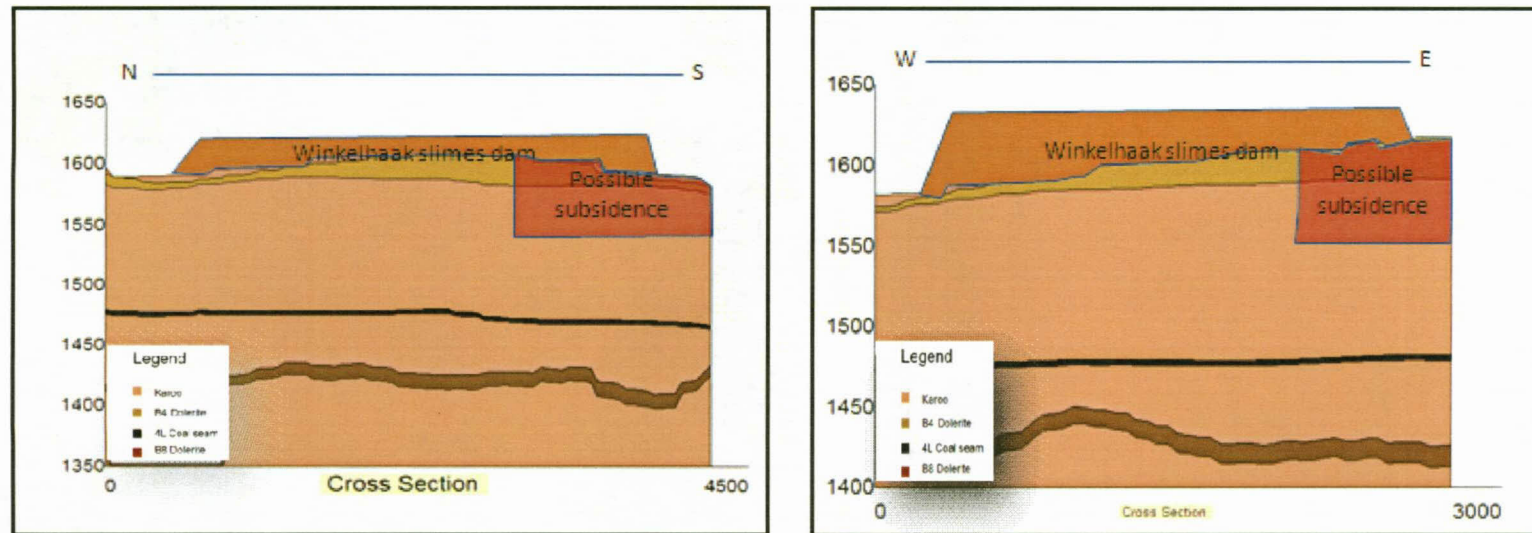 N S
1650
1600
1550
1500
1450
1400
1350
Winkelhaak slimes dam
Possible
subsidence
Legend
Karoo
B4 Dolerite
4L Coal seam
B8 Dolerite
0 4500
Cross Section
W E
1650
1600
1550
1500
1450
1400
Winkelhaak slimes dam
Possible
subsidence
Legend
Karoo
B4 Dolerite
4L Coal seam
B8 Dolerite
0 3000
Cross Section